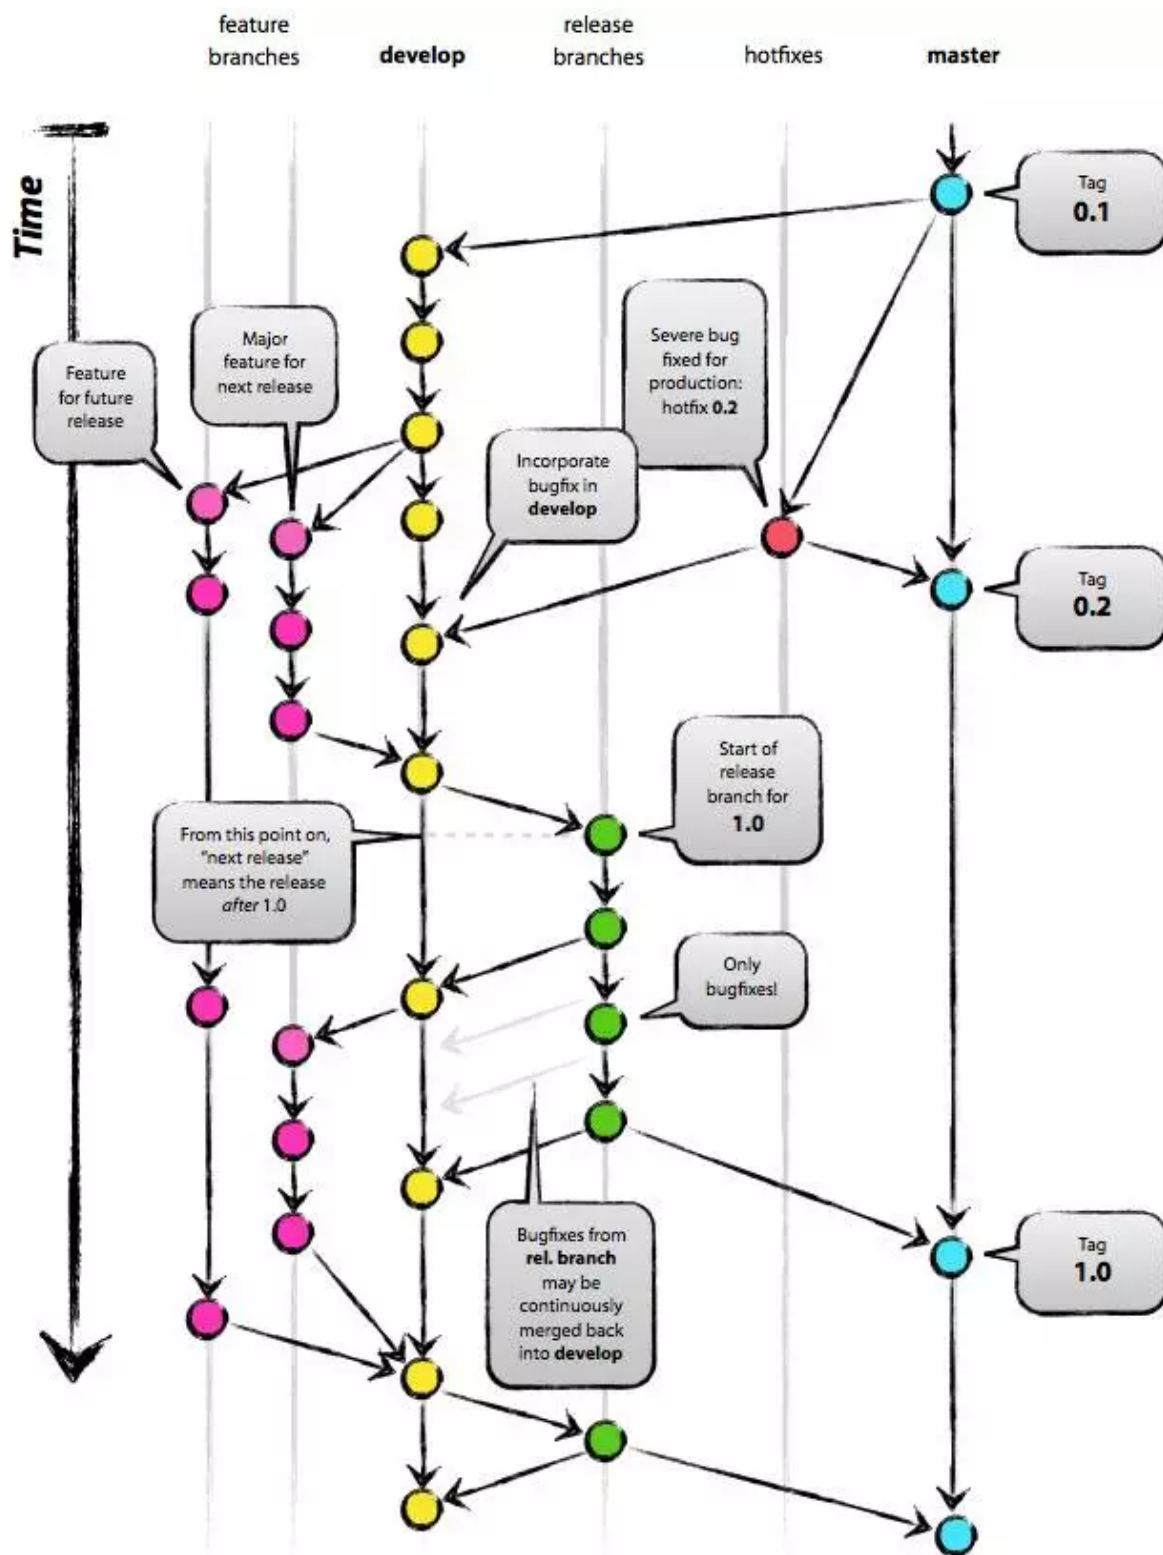 feature
branches
develop
release
branches
hotfixes
master
Time
Tag
0.1
Severe bug
fixed for
production:
hotfix 0.2
Major
feature for
next release
Feature
for future
release
Incorporate
bugfix in
develop
Tag
0.2
Start of
release
branch for
1.0
From this point on,
“next release”
means the release
after 1.0
Only
bugfixes!
Bugfixes from
rel. branch
may be
continuously
merged back
into develop
Tag
1.0